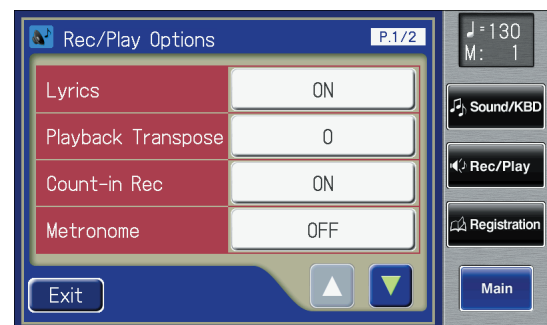 Rec/Play Options
P.1/2
Lyrics
ON
Playback Transpose
0
Count-in Rec
ON
Metronome
OFF
Exit
♩=130
M: 1
Sound/KBD
Rec/Play
Registration
Main